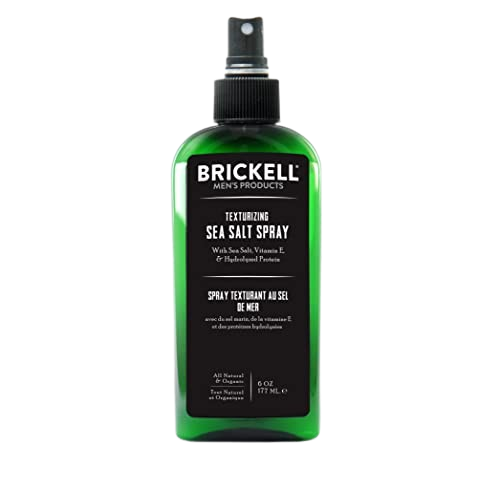 BRICKELL®
MEN'S PRODUCTS
TEXTURIZING
SEA SALT SPRAY
With Sea Salt, Vitamin E,
& Hydrolyzed Protein
SPRAY TEXTURANT AU SEL
DE MER
avec du sel marin, de la vitamine E
et des protéines hydrolysées
All Natural
& Organic
Tout Naturel
et Organique
6 OZ
177 ML. ℮